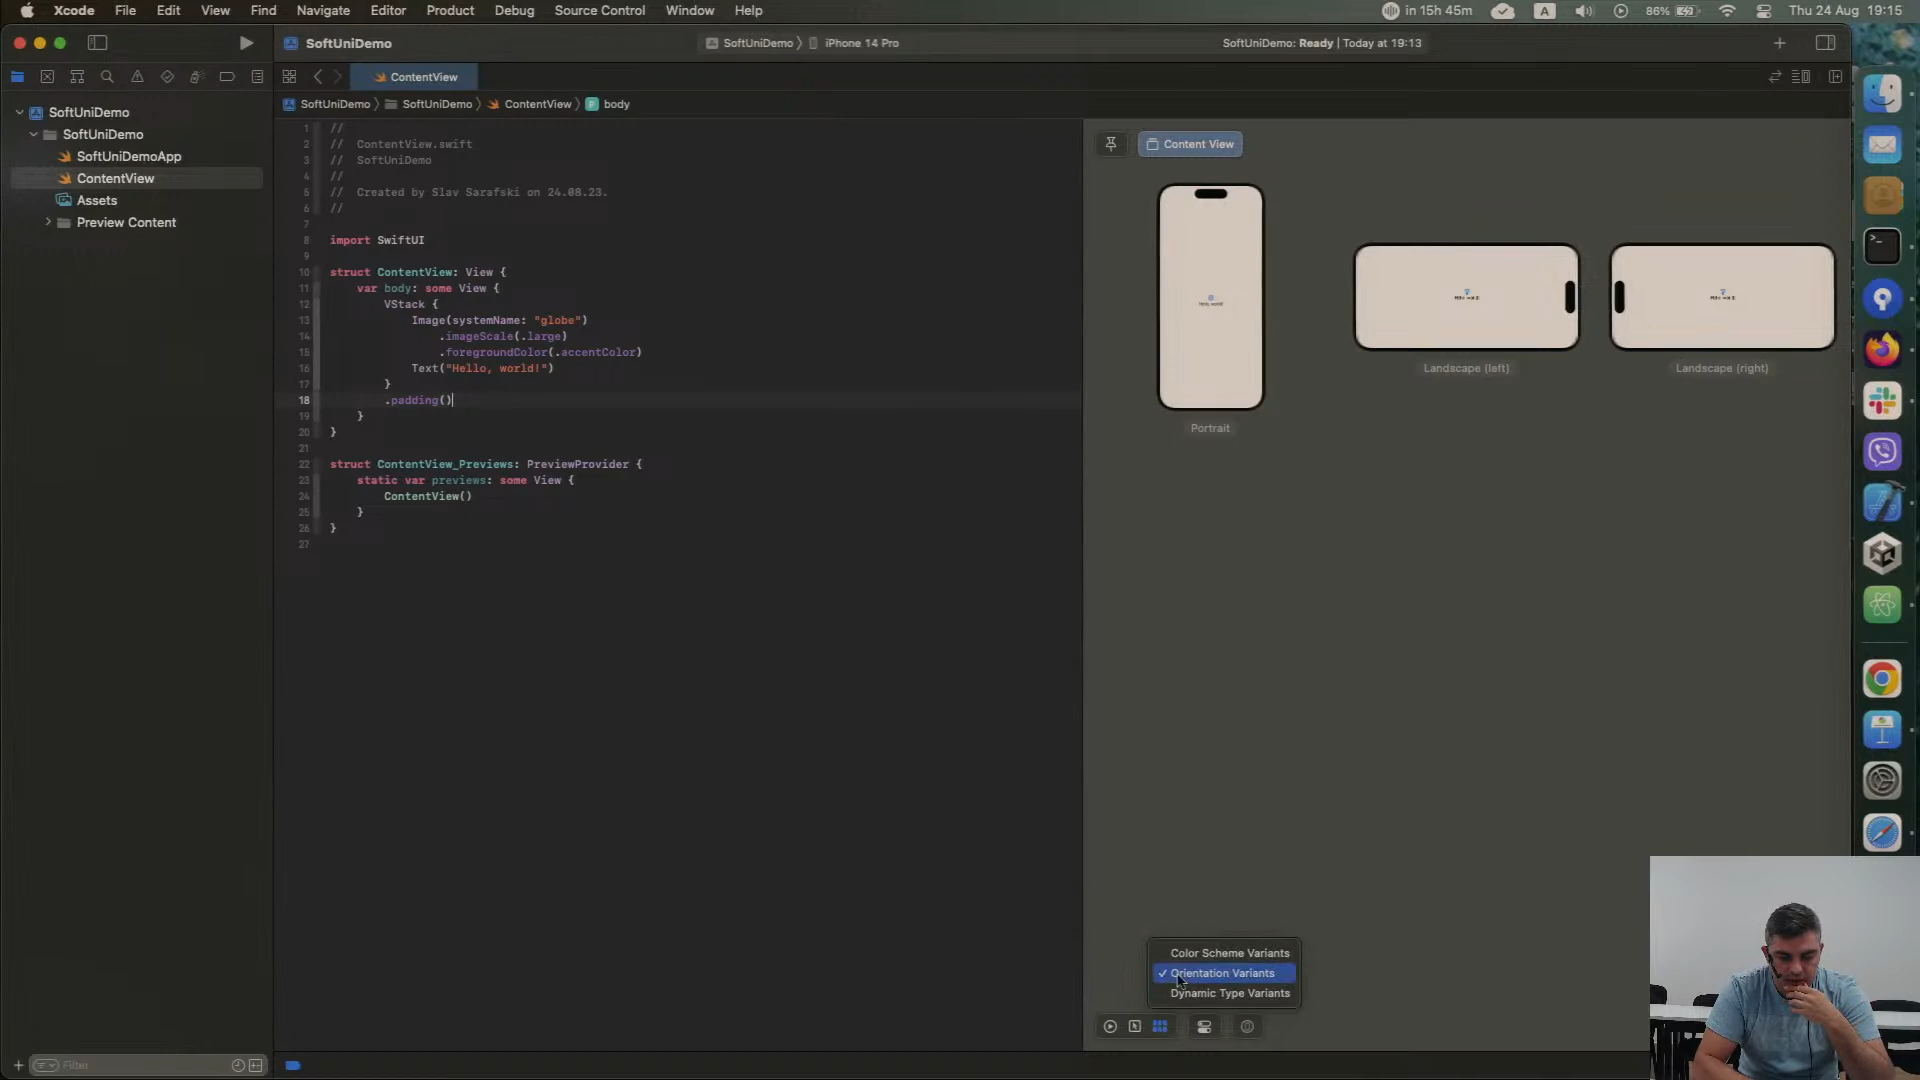 Xcode File Edit View Find Navigate Editor Product Debug Source Control Window Help
in 15h 45m A 86% Thu 24 Aug 19:15
SoftUniDemo
SoftUniDemo iPhone 14 Pro
SoftUniDemo: Ready | Today at 19:13
ContentView
SoftUniDemo SoftUniDemo ContentView body
SoftUniDemo
SoftUniDemo
SoftUniDemoApp
ContentView
Assets
Preview Content
1 //
2 // ContentView.swift
3 // SoftUniDemo
4 //
5 // Created by Slav Sarafski on 24.08.23.
6 //
7
8 import SwiftUI
9
10 struct ContentView: View {
11 var body: some View {
12 VStack {
13 Image(systemName: "globe")
14 .imageScale(.large)
15 .foregroundColor(.accentColor)
16 Text("Hello, world!")
17 }
18 .padding()
19 }
20 }
21
22 struct ContentView_Previews: PreviewProvider {
23 static var previews: some View {
24 ContentView()
25 }
26 }
27
Content View
Hello, world!
Portrait
Landscape (left)
Landscape (right)
Color Scheme Variants
Orientation Variants
Dynamic Type Variants
Filter